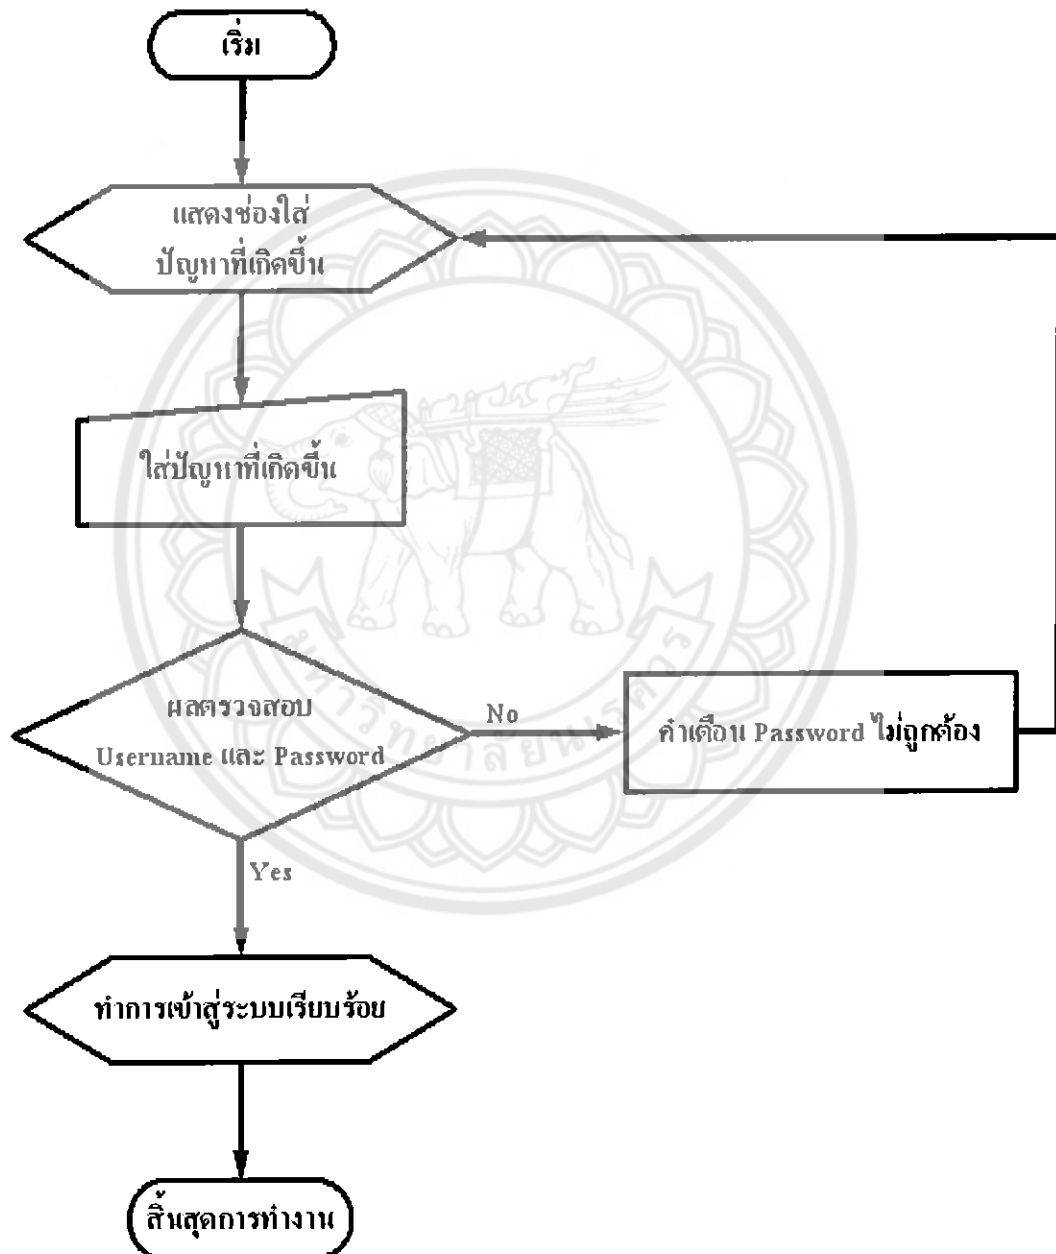 เริ่ม
แสดงช่องใส่
ปัญหาที่เกิดขึ้น
ใส่ปัญหาที่เกิดขึ้น
ผลตรวจสอบ
Username และ Password
No
คำเตือน Password ไม่ถูกต้อง
Yes
ทำการเข้าสู่ระบบเรียบร้อย
สิ้นสุดการทำงาน